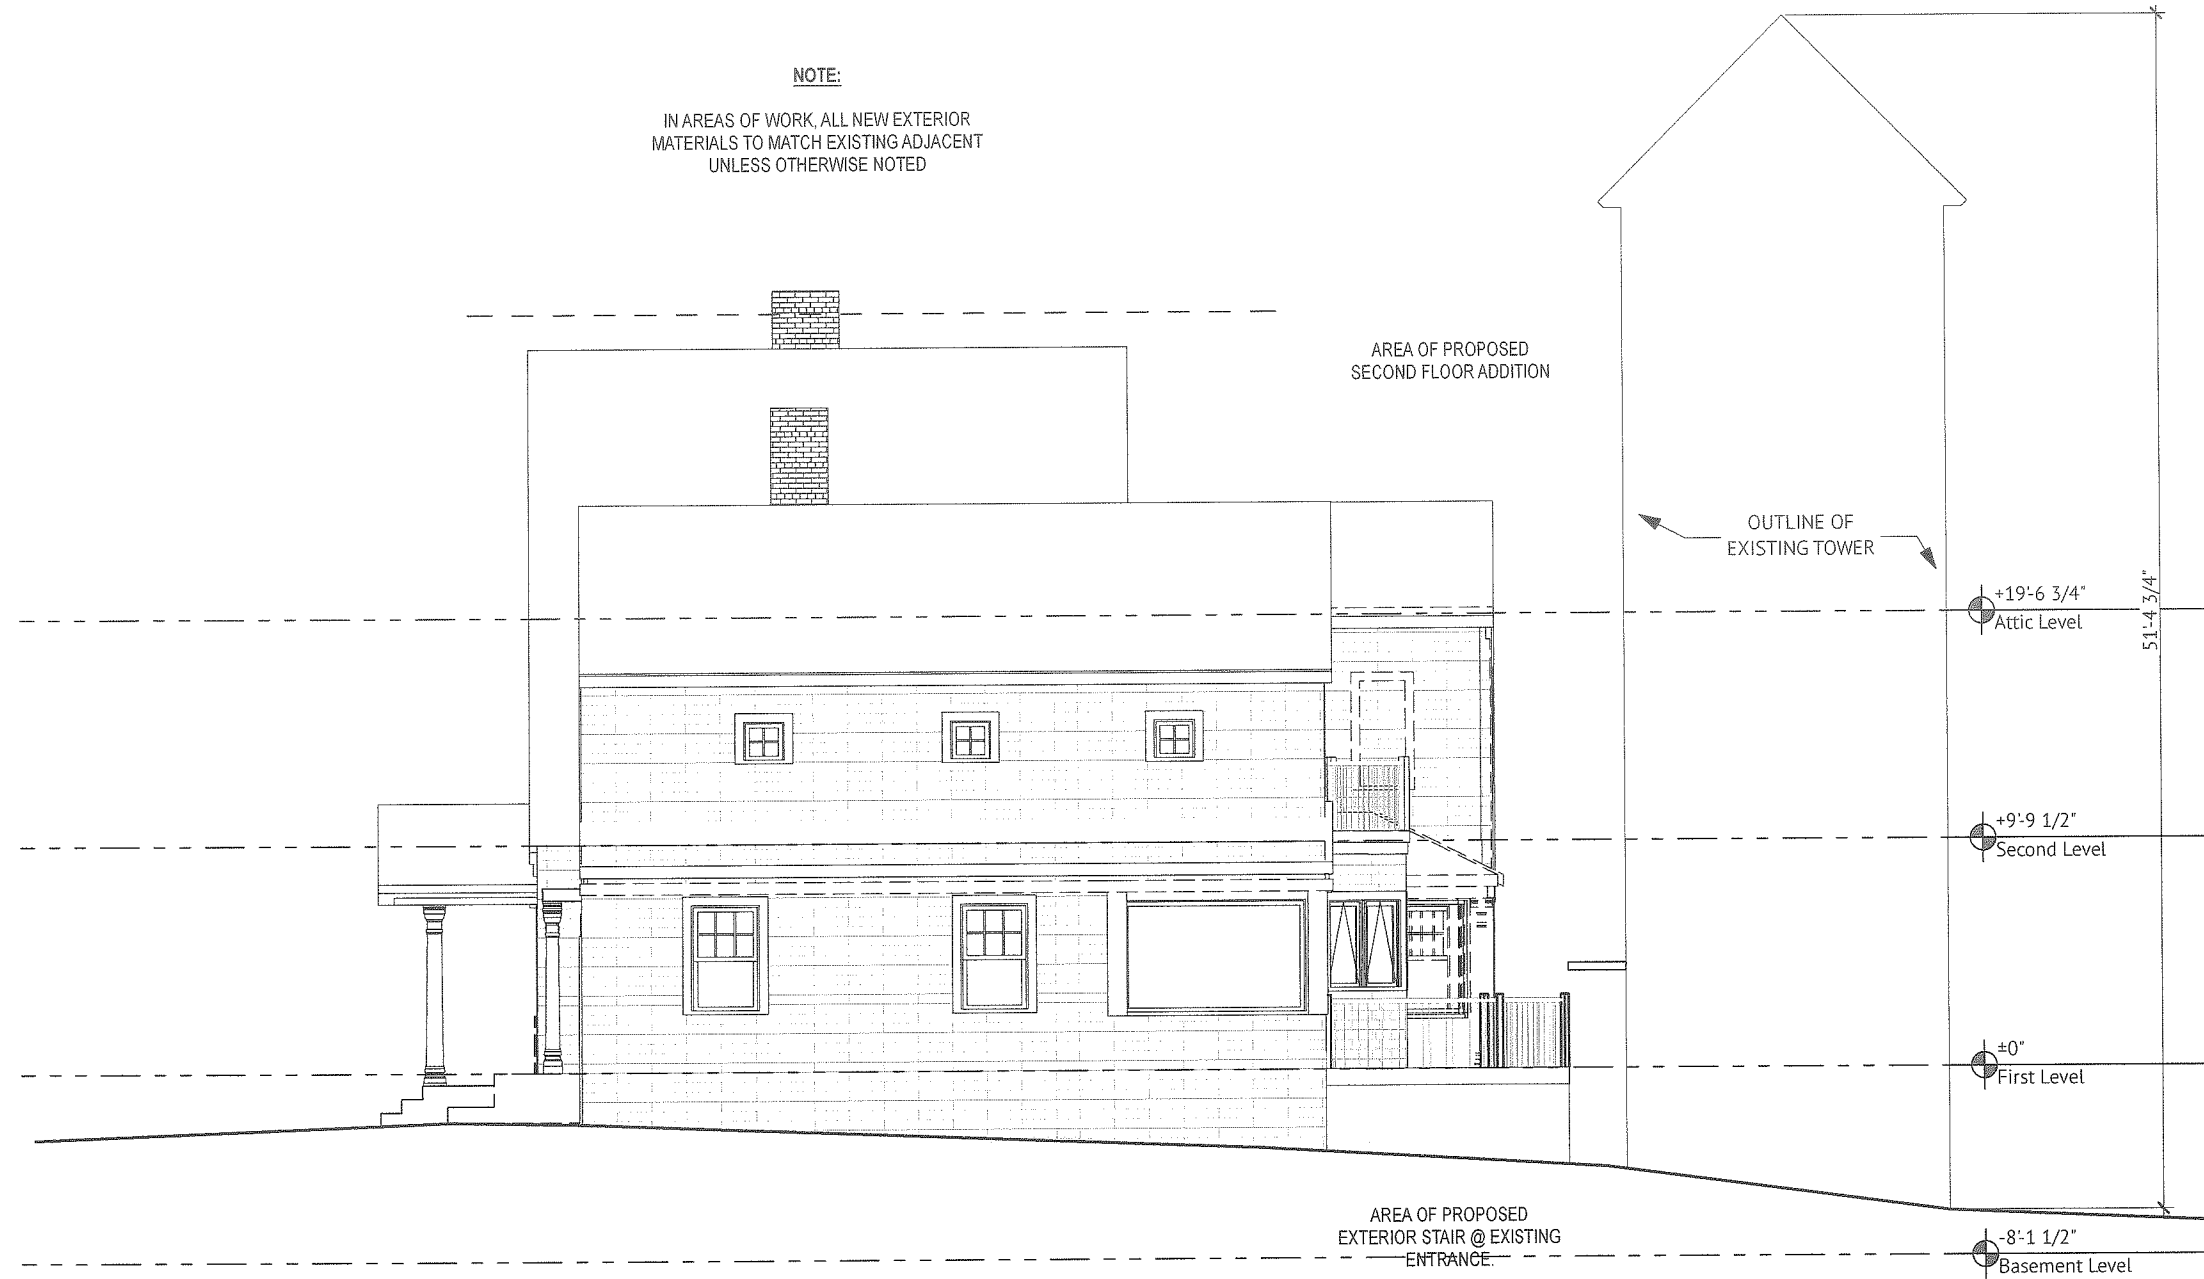 NOTE:
IN AREAS OF WORK, ALL NEW EXTERIOR
MATERIALS TO MATCH EXISTING ADJACENT
UNLESS OTHERWISE NOTED
AREA OF PROPOSED
SECOND FLOOR ADDITION
OUTLINE OF
EXISTING TOWER
+19'-6 3/4"
Attic Level
51'-4 3/4"
+9'-9 1/2"
Second Level
±0"
First Level
AREA OF PROPOSED
EXTERIOR STAIR @ EXISTING
ENTRANCE.
-8'-1 1/2"
Basement Level